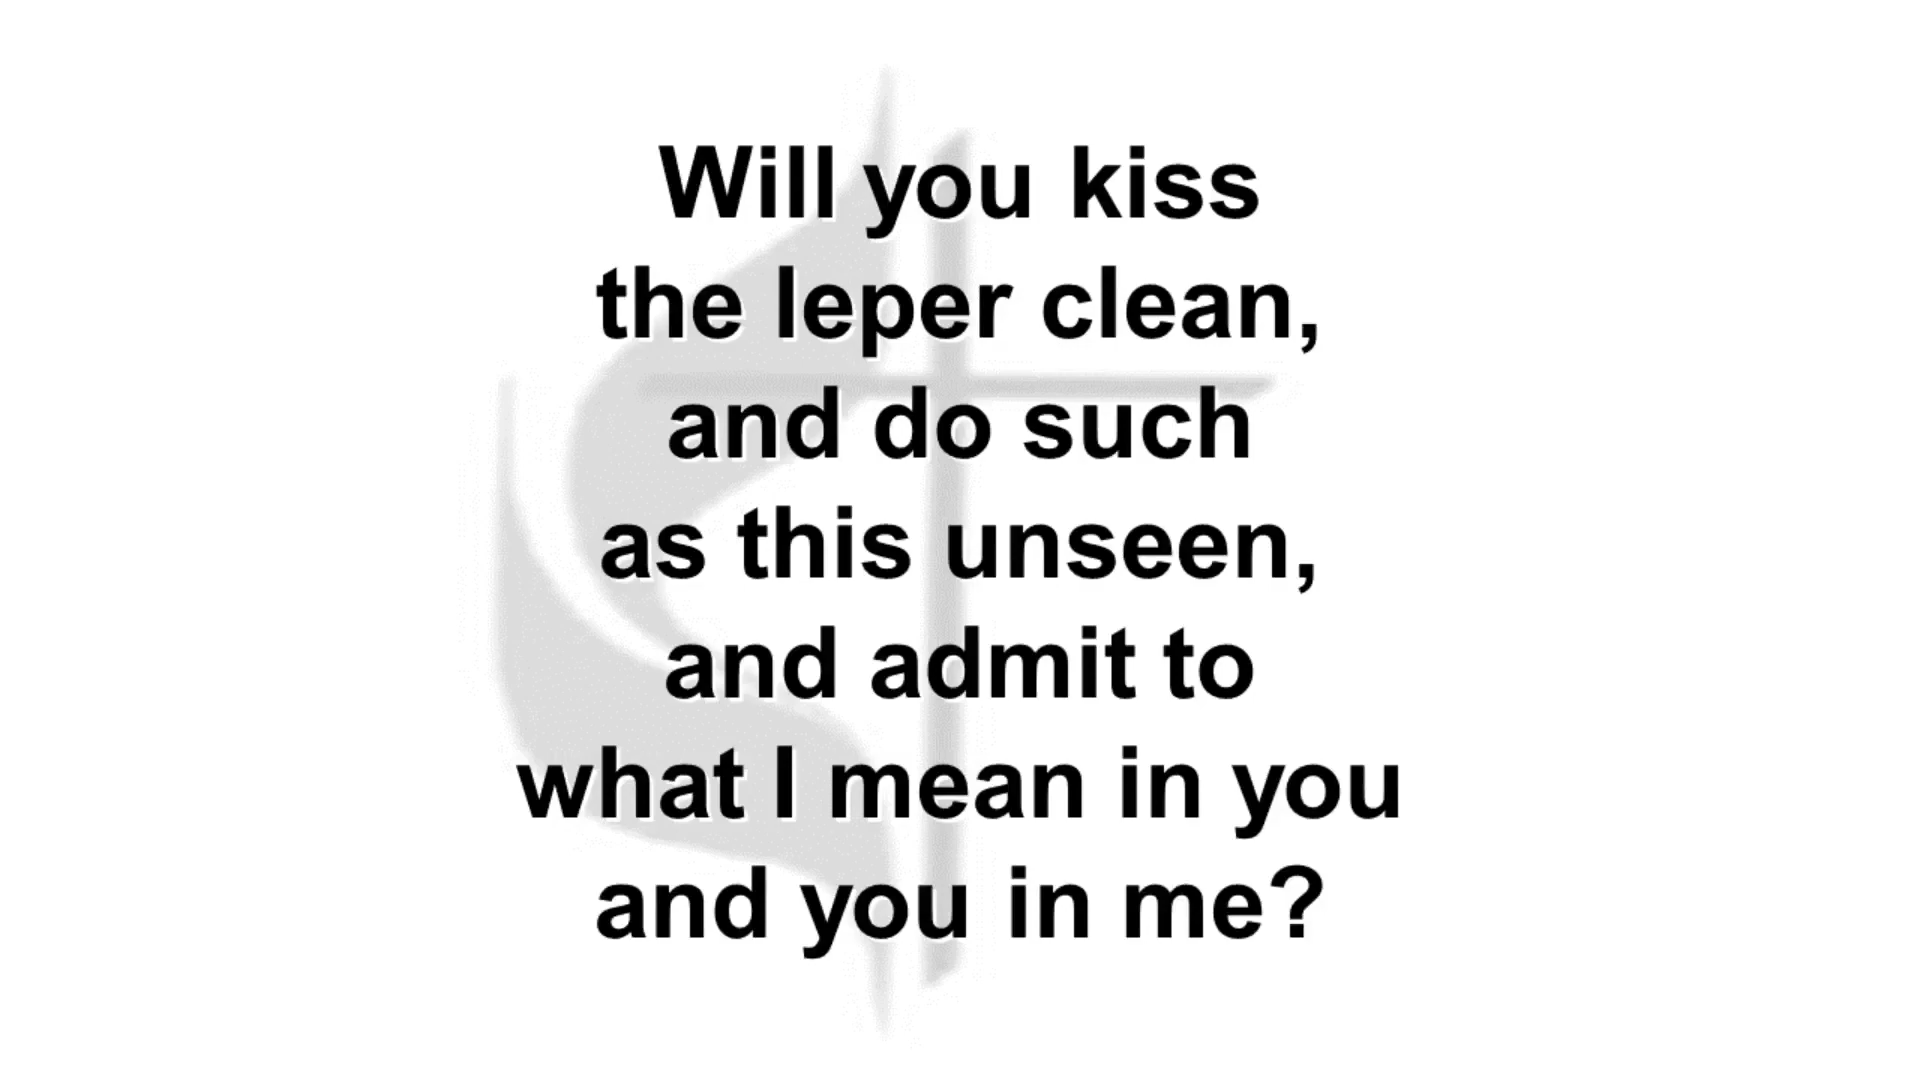 Will you kiss
the leper clean,
and do such
as this unseen,
and admit to
what I mean in you
and you in me?